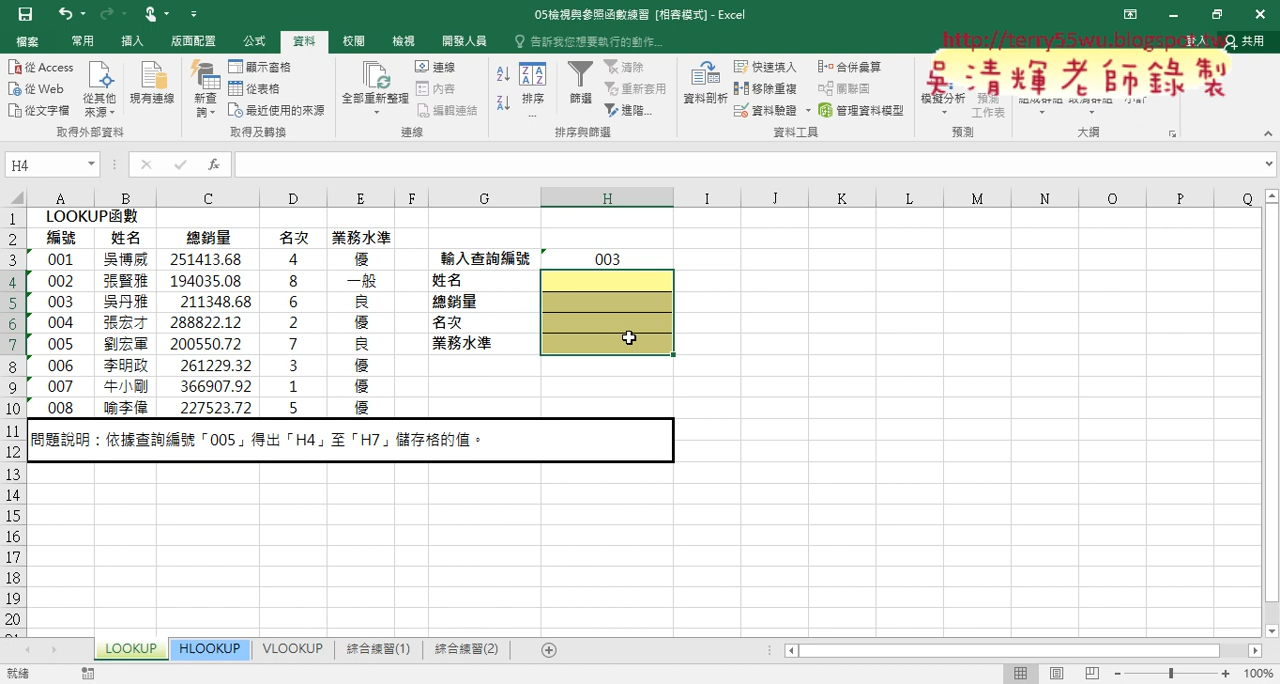 05檢視與參照函數練習 [相容模式] - Excel
檔案 常用 插入 版面配置 公式 資料 校閱 檢視 開發人員 告訴我您想要執行的動作... 登入 共用
http://terry55wu.blogspot.tw
吳清輝老師錄製
從 Access 從 Web 從文字檔 從其他來源 現有連線 新查詢 顯示查詢 從表格 最近使用的來源 全部重新整理 連線 內容 編輯連結 排序... 篩選 清除 重新套用 進階... 資料剖析 快速填入 移除重複 資料驗證 合併彙算 關聯圖 管理資料模型 模擬分析 預測工作表 組成群組 取消群組 小計
取得外部資料 取得及轉換 連線 排序與篩選 資料工具 預測 大綱
H4 fx
A B C D E F G H I J K L M N O P Q
1 LOOKUP函數
2 編號 姓名 總銷量 名次 業務水準
3 001 吳博威 251413.68 4 優 輸入查詢編號 003
4 002 張賢雅 194035.08 8 一般 姓名
5 003 吳丹雅 211348.68 6 良 總銷量
6 004 張宏才 288822.12 2 優 名次
7 005 劉宏軍 200550.72 7 良 業務水準
8 006 李明政 261229.32 3 優
9 007 牛小剛 366907.92 1 優
10 008 喻李偉 227523.72 5 優
11
問題說明：依據查詢編號「005」得出「H4」至「H7」儲存格的值。
12
13
14
15
16
17
18
19
20
LOOKUP HLOOKUP VLOOKUP 綜合練習(1) 綜合練習(2)
就緒 100%